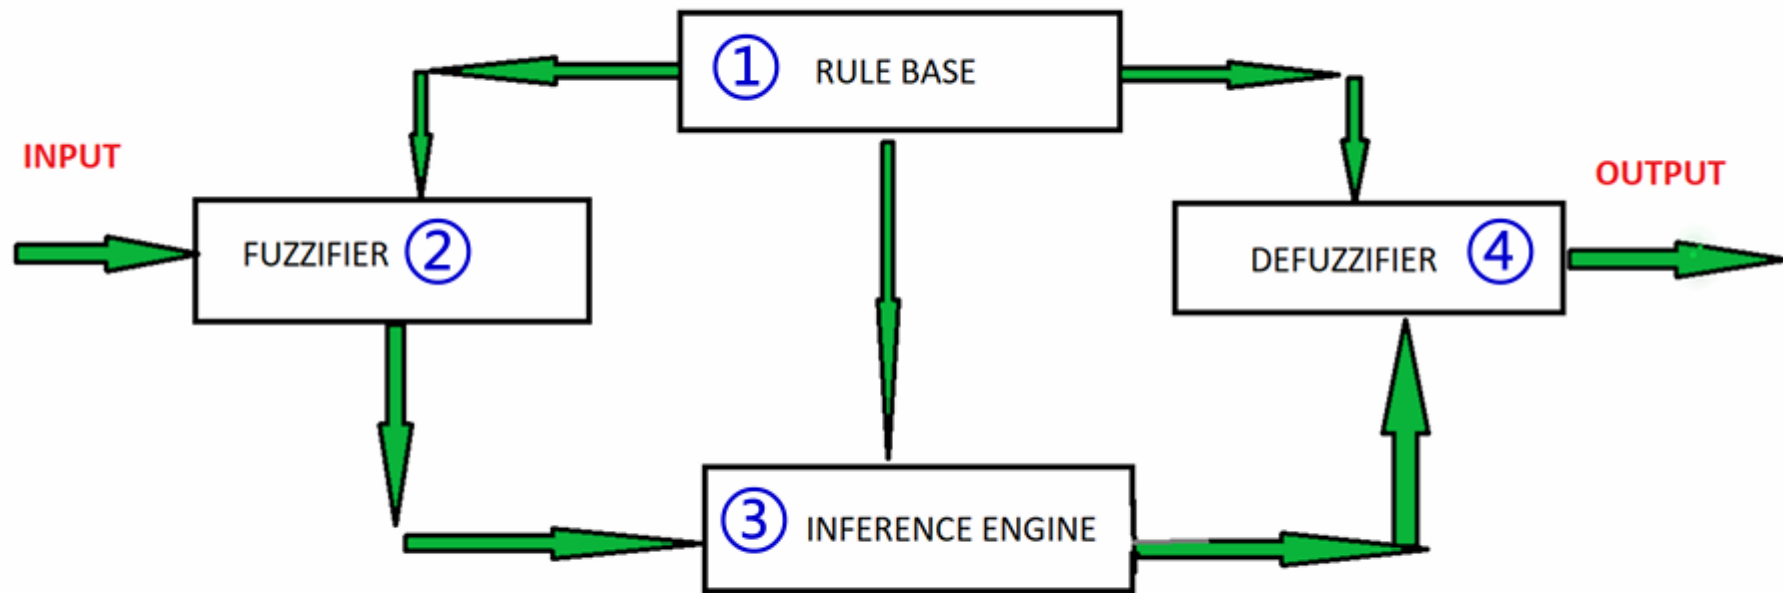 ① RULE BASE
INPUT
OUTPUT
FUZZIFIER ②
DEFUZZIFIER ④
③ INFERENCE ENGINE